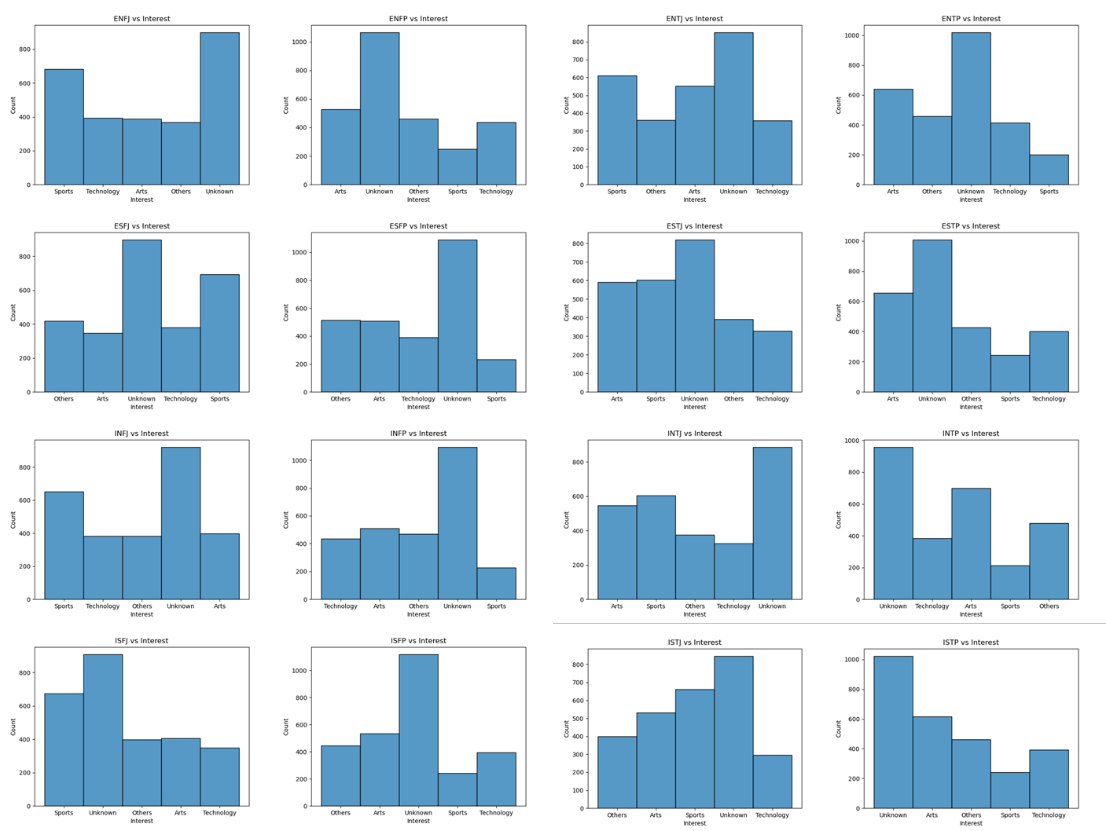 ENFJ vs Interest
800
600
400
200
0
Count
Sports Technology Arts Others Unknown
Interest
ENFP vs Interest
1000
800
600
400
200
0
Count
Arts Unknown Others Sports Technology
Interest
ENTJ vs Interest
800
700
600
500
400
300
200
100
0
Count
Sports Others Arts Unknown Technology
Interest
ENTP vs Interest
1000
800
600
400
200
0
Count
Arts Others Unknown Technology Sports
Interest
ESFJ vs Interest
800
600
400
200
0
Count
Others Arts Unknown Technology Sports
Interest
ESFP vs Interest
1000
800
600
400
200
0
Count
Others Arts Technology Unknown Sports
Interest
ESTJ vs Interest
800
700
600
500
400
300
200
100
0
Count
Arts Sports Unknown Others Technology
Interest
ESTP vs Interest
1000
800
600
400
200
0
Count
Arts Unknown Others Sports Technology
Interest
INFJ vs Interest
800
600
400
200
0
Count
Sports Technology Others Unknown Arts
Interest
INFP vs Interest
1000
800
600
400
200
0
Count
Technology Arts Others Unknown Sports
Interest
INTJ vs Interest
800
600
400
200
0
Count
Arts Sports Others Technology Unknown
Interest
INTP vs Interest
1000
800
600
400
200
0
Count
Unknown Technology Arts Sports Others
Interest
ISFJ vs Interest
800
600
400
200
0
Count
Sports Unknown Others Arts Technology
Interest
ISFP vs Interest
1000
800
600
400
200
0
Count
Others Arts Unknown Sports Technology
Interest
ISTJ vs Interest
800
700
600
500
400
300
200
100
0
Count
Others Arts Sports Unknown Technology
Interest
ISTP vs Interest
1000
800
600
400
200
0
Count
Unknown Arts Others Sports Technology
Interest